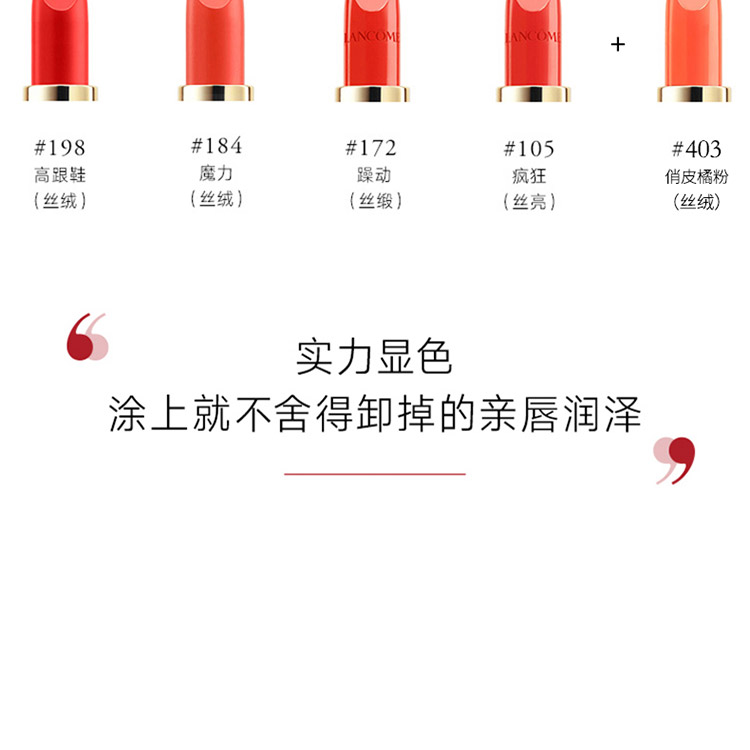 LANCOME
LANCOME
+
#198
高跟鞋
(丝绒)
#184
魔力
(丝绒)
#172
躁动
(丝缎)
#105
疯狂
(丝亮)
#403
俏皮橘粉
(丝绒)
实力显色
涂上就不舍得卸掉的亲唇润泽